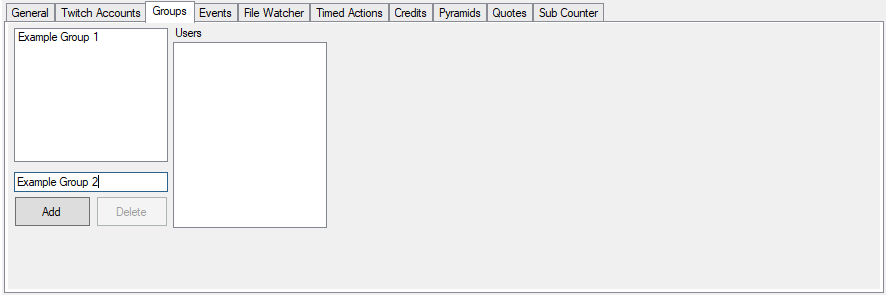 General Twitch Accounts Groups Events File Watcher Timed Actions Credits Pyramids Quotes Sub Counter
Example Group 1
Users
Example Group 2
Add Delete